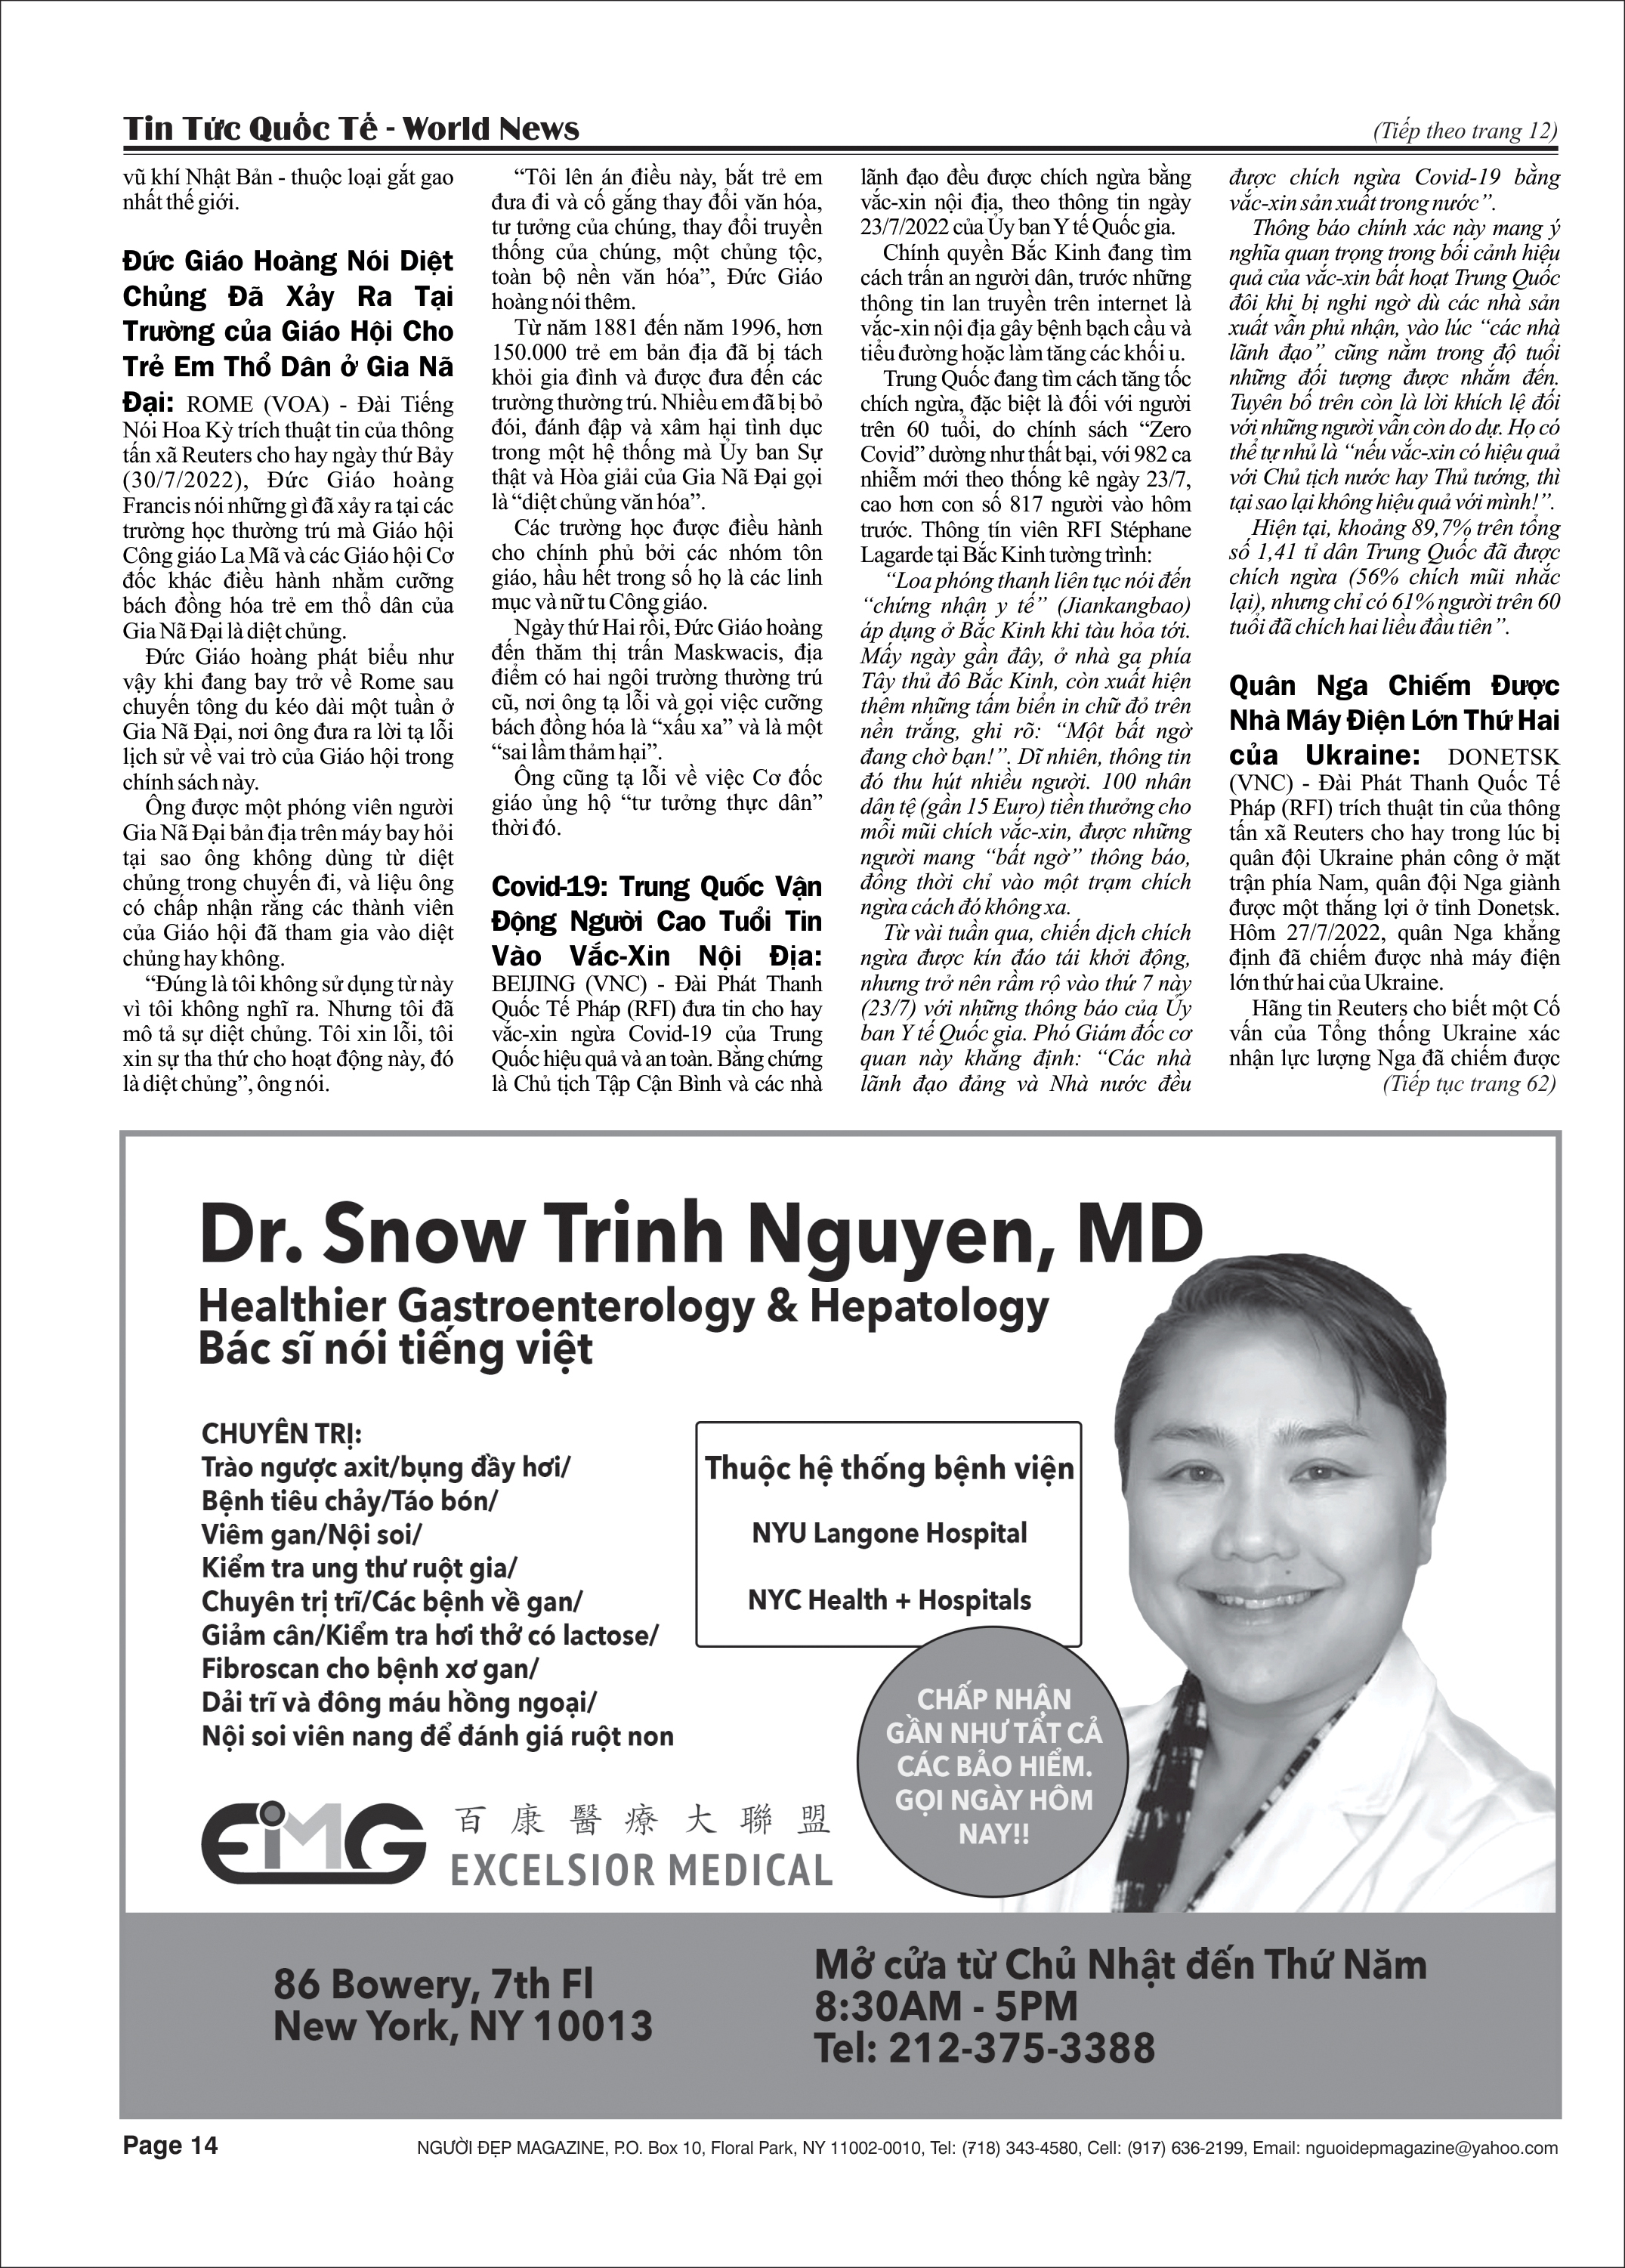 Tin Tức Quốc Tế - World News
(Tiếp theo trang 12)
vũ khí Nhật Bản - thuộc loại gắt gao
nhất thế giới.
Đức Giáo Hoàng Nói Diệt
Chủng Đã Xảy Ra Tại
Trường của Giáo Hội Cho
Trẻ Em Thổ Dân ở Gia Nã
Đại: ROME (VOA) - Đài Tiếng
Nói Hoa Kỳ trích thuật tin của thông
tấn xã Reuters cho hay ngày thứ Bảy
(30/7/2022), Đức Giáo hoàng
Francis nói những gì đã xảy ra tại các
trường học thường trú mà Giáo hội
Công giáo La Mã và các Giáo hội Cơ
đốc khác điều hành nhằm cưỡng
bách đồng hóa trẻ em thổ dân của
Gia Nã Đại là diệt chủng.
Đức Giáo hoàng phát biểu như
vậy khi đang bay trở về Rome sau
chuyến tông du kéo dài một tuần ở
Gia Nã Đại, nơi ông đưa ra lời tạ lỗi
lịch sử về vai trò của Giáo hội trong
chính sách này.
Ông được một phóng viên người
Gia Nã Đại bản địa trên máy bay hỏi
tại sao ông không dùng từ diệt
chủng trong chuyến đi, và liệu ông
có chấp nhận rằng các thành viên
của Giáo hội đã tham gia vào diệt
chủng hay không.
“Đúng là tôi không sử dụng từ này
vì tôi không nghĩ ra. Nhưng tôi đã
mô tả sự diệt chủng. Tôi xin lỗi, tôi
xin sự tha thứ cho hoạt động này, đó
là diệt chủng”, ông nói.
“Tôi lên án điều này, bắt trẻ em
đưa đi và cố gắng thay đổi văn hóa,
tư tưởng của chúng, thay đổi truyền
thống của chúng, một chủng tộc,
toàn bộ nền văn hóa”, Đức Giáo
hoàng nói thêm.
Từ năm 1881 đến năm 1996, hơn
150.000 trẻ em bản địa đã bị tách
khỏi gia đình và được đưa đến các
trường thường trú. Nhiều em đã bị bỏ
đói, đánh đập và xâm hại tình dục
trong một hệ thống mà Ủy ban Sự
thật và Hòa giải của Gia Nã Đại gọi
là “diệt chủng văn hóa”.
Các trường học được điều hành
cho chính phủ bởi các nhóm tôn
giáo, hầu hết trong số họ là các linh
mục và nữ tu Công giáo.
Ngày thứ Hai rồi, Đức Giáo hoàng
đến thăm thị trấn Maskwacis, địa
điểm có hai ngôi trường thường trú
cũ, nơi ông tạ lỗi và gọi việc cưỡng
bách đồng hóa là “xấu xa” và là một
“sai lầm thảm hại”.
Ông cũng tạ lỗi về việc Cơ đốc
giáo ủng hộ “tư tưởng thực dân”
thời đó.
Covid-19: Trung Quốc Vận
Động Người Cao Tuổi Tin
Vào Vắc-Xin Nội Địa:
BEIJING (VNC) - Đài Phát Thanh
Quốc Tế Pháp (RFI) đưa tin cho hay
vắc-xin ngừa Covid-19 của Trung
Quốc hiệu quả và an toàn. Bằng chứng
là Chủ tịch Tập Cận Bình và các nhà
lãnh đạo đều được chích ngừa bằng
vắc-xin nội địa, theo thông tin ngày
23/7/2022 của Ủy ban Y tế Quốc gia.
Chính quyền Bắc Kinh đang tìm
cách trấn an người dân, trước những
thông tin lan truyền trên internet là
vắc-xin nội địa gây bệnh bạch cầu và
tiểu đường hoặc làm tăng các khối u.
Trung Quốc đang tìm cách tăng tốc
chích ngừa, đặc biệt là đối với người
trên 60 tuổi, do chính sách “Zero
Covid” dường như thất bại, với 982 ca
nhiễm mới theo thống kê ngày 23/7,
cao hơn con số 817 người vào hôm
trước. Thông tín viên RFI Stéphane
Lagarde tại Bắc Kinh tường trình:
“Loa phóng thanh liên tục nói đến
“chứng nhận y tế” (Jiankangbao)
áp dụng ở Bắc Kinh khi tàu hỏa tới.
Mấy ngày gần đây, ở nhà ga phía
Tây thủ đô Bắc Kinh, còn xuất hiện
thêm những tấm biển in chữ đỏ trên
nền trắng, ghi rõ: “Một bất ngờ
đang chờ bạn!”. Dĩ nhiên, thông tin
đó thu hút nhiều người. 100 nhân
dân tệ (gần 15 Euro) tiền thưởng cho
mỗi mũi chích vắc-xin, được những
người mang “bất ngờ” thông báo,
đồng thời chỉ vào một trạm chích
ngừa cách đó không xa.
Từ vài tuần qua, chiến dịch chích
ngừa được kín đáo tái khởi động,
nhưng trở nên rầm rộ vào thứ 7 này
(23/7) với những thông báo của Ủy
ban Y tế Quốc gia. Phó Giám đốc cơ
quan này khẳng định: “Các nhà
lãnh đạo đảng và Nhà nước đều
được chích ngừa Covid-19 bằng
vắc-xin sản xuất trong nước”.
Thông báo chính xác này mang ý
nghĩa quan trọng trong bối cảnh hiệu
quả của vắc-xin bất hoạt Trung Quốc
đôi khi bị nghi ngờ dù các nhà sản
xuất vẫn phủ nhận, vào lúc “các nhà
lãnh đạo” cũng nằm trong độ tuổi
những đối tượng được nhắm đến.
Tuyên bố trên còn là lời khích lệ đối
với những người vẫn còn do dự. Họ có
thể tự nhủ là “nếu vắc-xin có hiệu quả
với Chủ tịch nước hay Thủ tướng, thì
tại sao lại không hiệu quả với mình!”.
Hiện tại, khoảng 89,7% trên tổng
số 1,41 tỉ dân Trung Quốc đã được
chích ngừa (56% chích mũi nhắc
lại), nhưng chỉ có 61% người trên 60
tuổi đã chích hai liều đầu tiên”.
Quân Nga Chiếm Được
Nhà Máy Điện Lớn Thứ Hai
của Ukraine: DONETSK
(VNC) - Đài Phát Thanh Quốc Tế
Pháp (RFI) trích thuật tin của thông
tấn xã Reuters cho hay trong lúc bị
quân đội Ukraine phản công ở mặt
trận phía Nam, quân đội Nga giành
được một thắng lợi ở tỉnh Donetsk.
Hôm 27/7/2022, quân Nga khẳng
định đã chiếm được nhà máy điện
lớn thứ hai của Ukraine.
Hãng tin Reuters cho biết một Cố
vấn của Tổng thống Ukraine xác
nhận lực lượng Nga đã chiếm được
(Tiếp tục trang 62)
Dr. Snow Trinh Nguyen, MD
Healthier Gastroenterology & Hepatology
Bác sĩ nói tiếng việt
CHUYÊN TRỊ:
Trào ngược axit/bụng đầy hơi/
Bệnh tiêu chảy/Táo bón/
Viêm gan/Nội soi/
Kiểm tra ung thư ruột gia/
Chuyên trị trĩ/Các bệnh về gan/
Giảm cân/Kiểm tra hơi thở có lactose/
Fibroscan cho bệnh xơ gan/
Dải trĩ và đông máu hồng ngoại/
Nội soi viên nang để đánh giá ruột non
Thuộc hệ thống bệnh viện
NYU Langone Hospital
NYC Health + Hospitals
CHẤP NHẬN
GẦN NHƯ TẤT CẢ
CÁC BẢO HIỂM.
GỌI NGÀY HÔM
NAY!!
EiMG
百康醫療大聯盟
EXCELSIOR MEDICAL
86 Bowery, 7th Fl
New York, NY 10013
Mở cửa từ Chủ Nhật đến Thứ Năm
8:30AM - 5PM
Tel: 212-375-3388
Page 14
NGƯỜI ĐẸP MAGAZINE, P.O. Box 10, Floral Park, NY 11002-0010, Tel: (718) 343-4580, Cell: (917) 636-2199, Email: nguoidepmagazine@yahoo.com